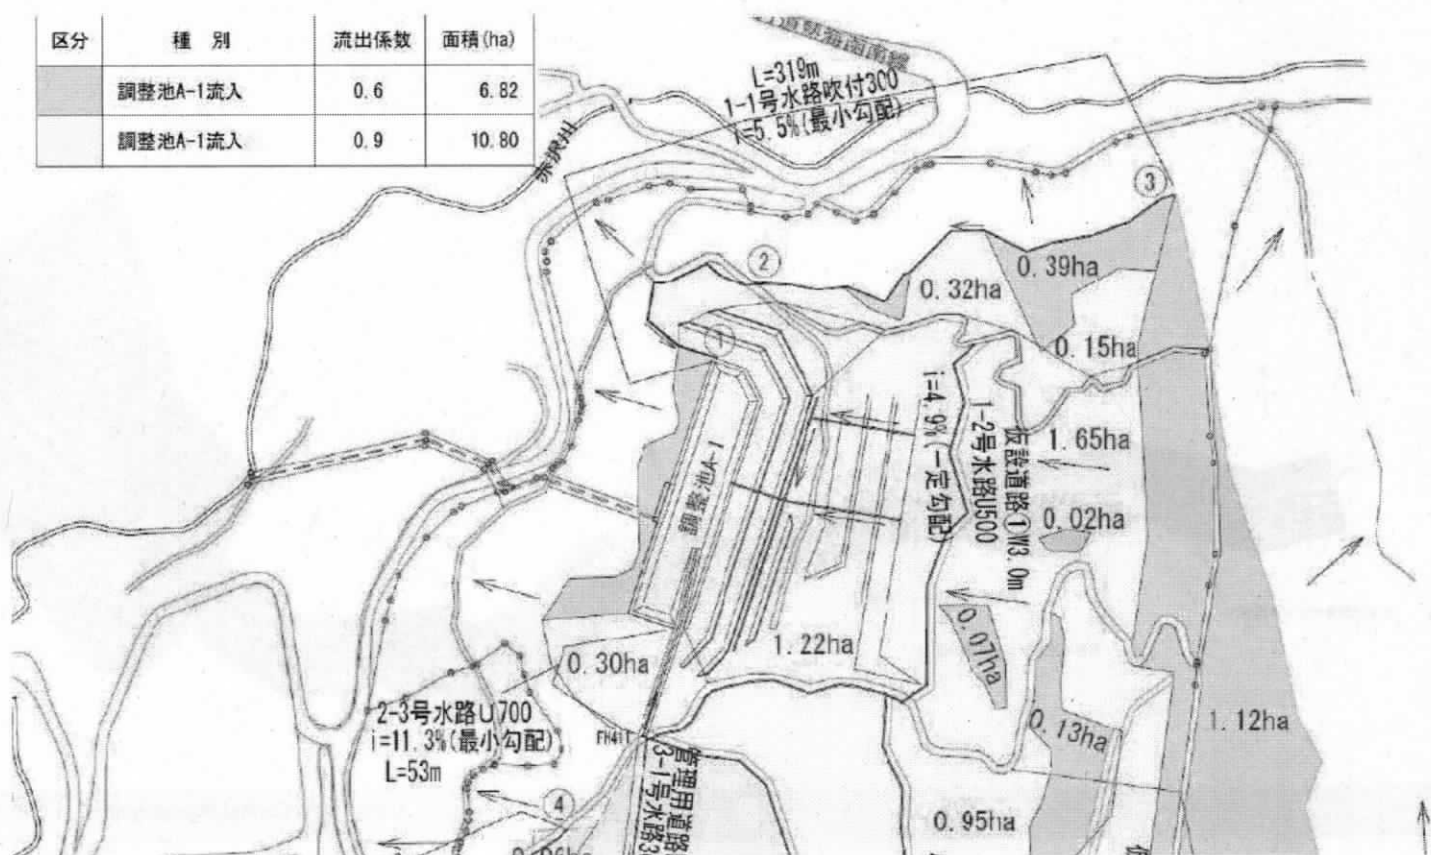 区分 種 別 流出係数 面積(ha)
調整池A-1流入 0.6 6.82
調整池A-1流入 0.9 10.80
赤沢川
L=319m
1-1号水路吹付300
i=5.5%(最小勾配)
③
②
①
0.39ha
0.32ha
0.15ha
調整池A-1
i=4.9%(一定勾配)
1-2号水路U500
仮設道路①W3.0m
1.65ha
0.02ha
0.07ha
1.22ha
0.30ha
0.13ha
1.12ha
0.95ha
2-3号水路U700
i=11.3%(最小勾配)
L=53m
④
管理用道路
3-1号水路3